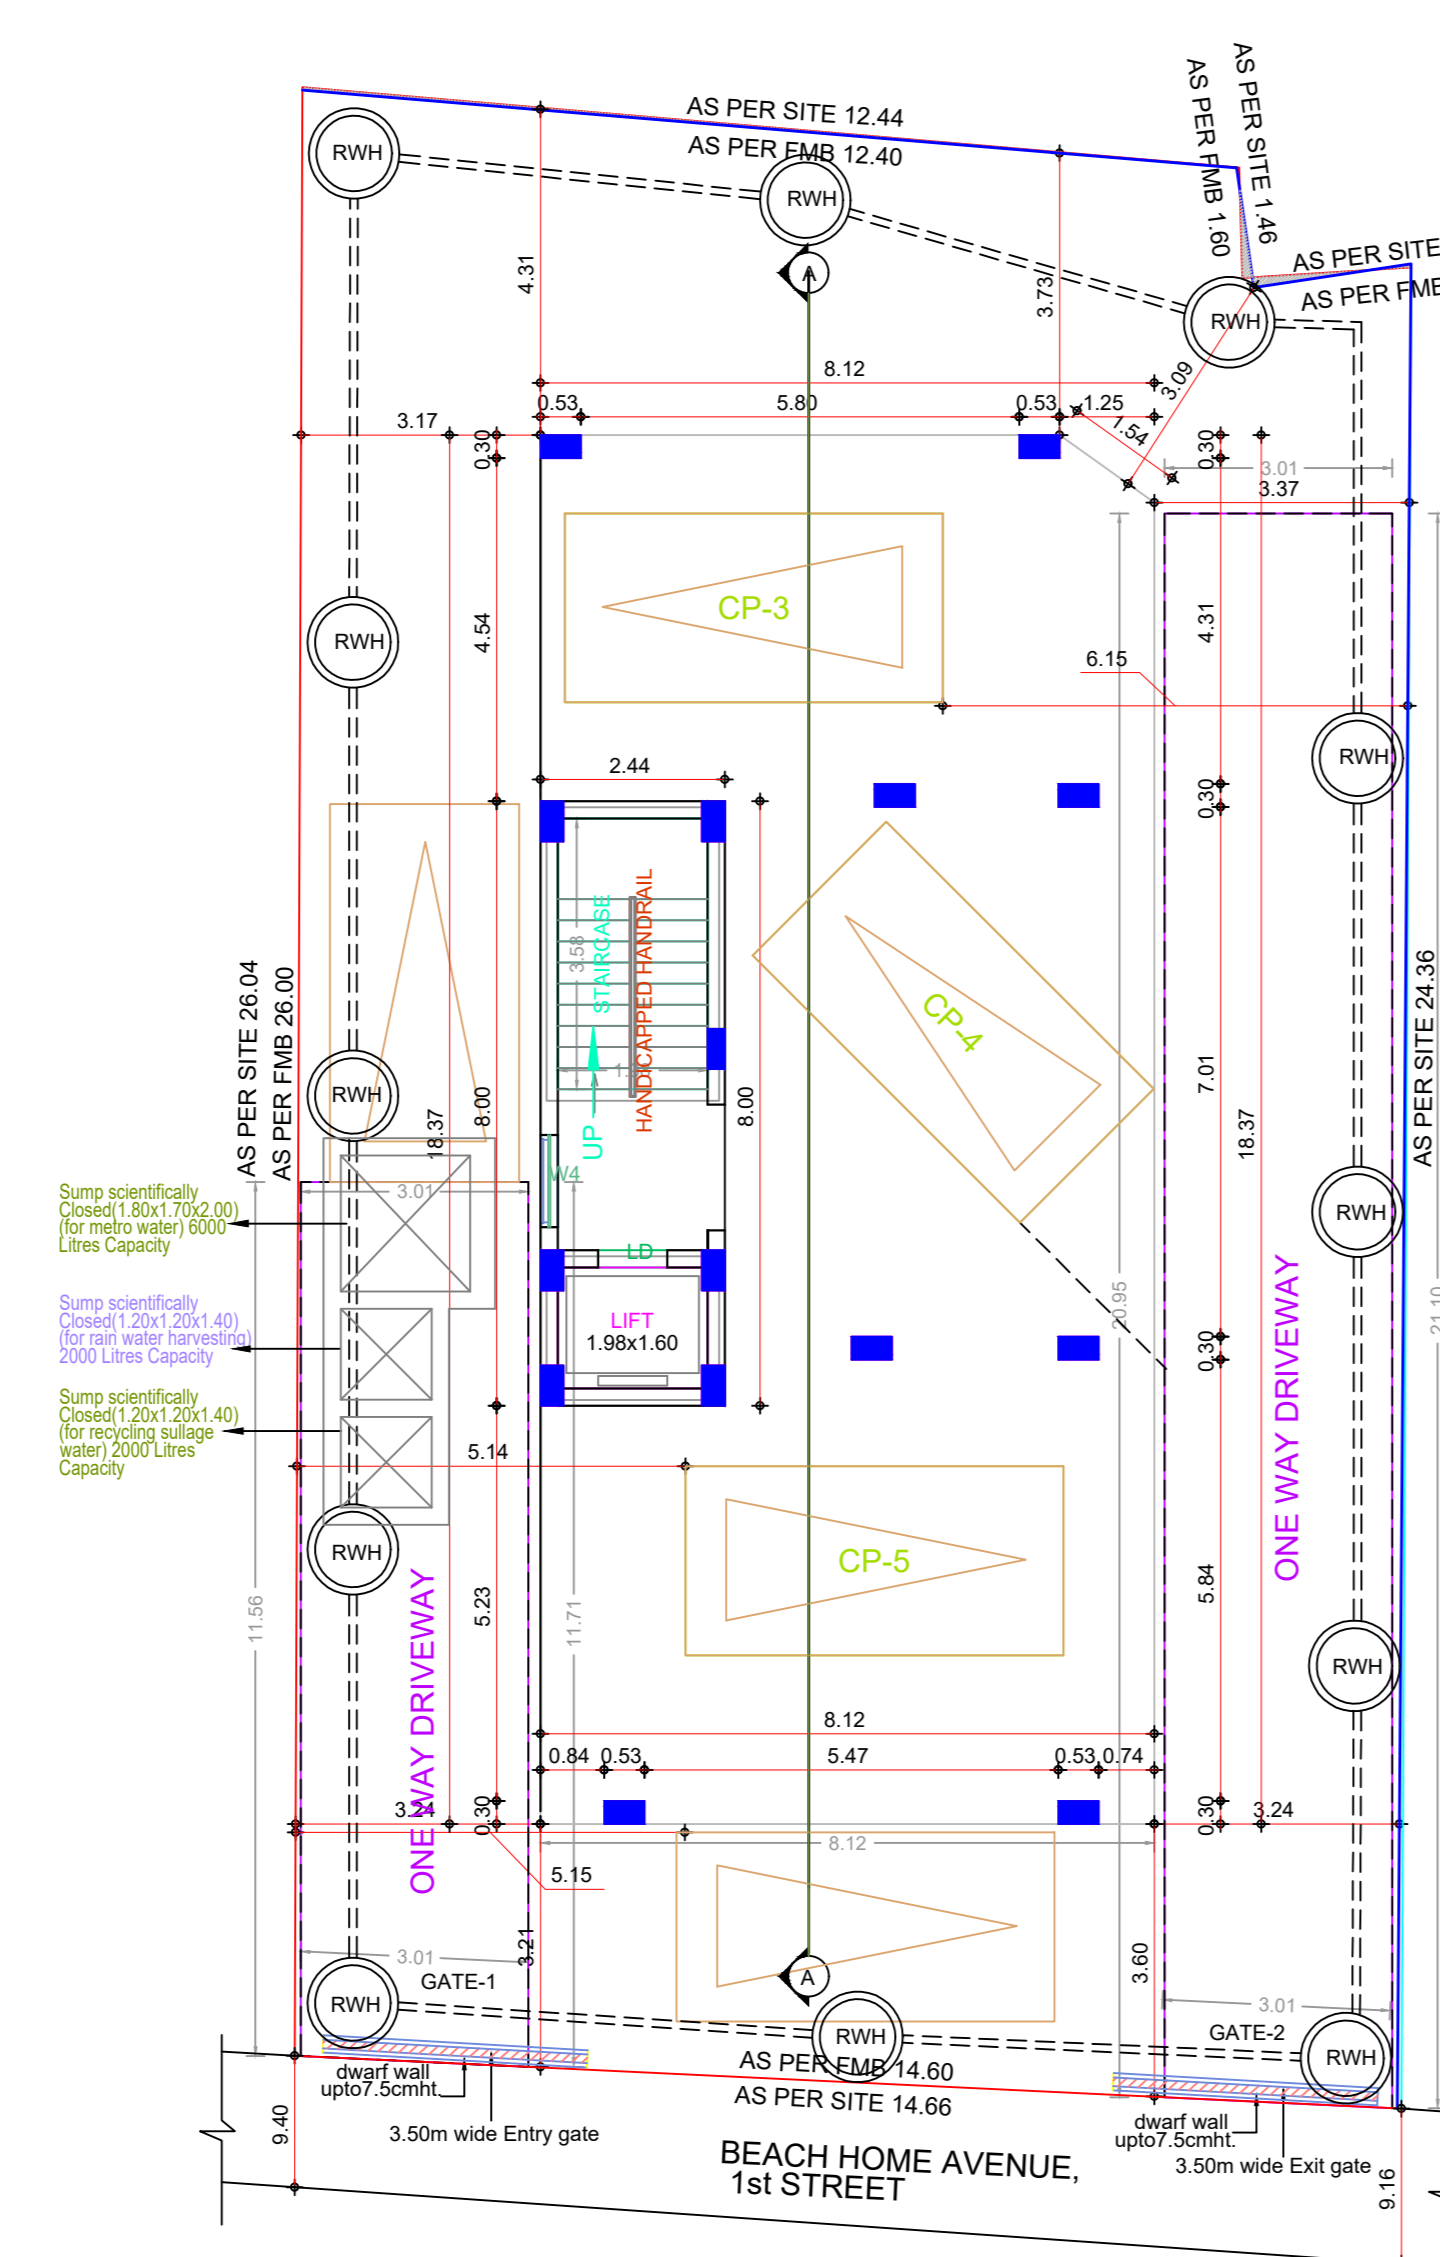 AS PER SITE 12.44
AS PER FMB 12.40
AS PER SITE 1.46
AS PER FMB 1.60
AS PER SITE
AS PER FMB
RWH
RWH
RWH
A
4.31
3.73
8.12
0.53
5.80
0.53
1.25
3.09
1.54
3.17
0.30
0.30
3.01
3.37
CP-3
4.54
4.31
6.15
RWH
RWH
2.44
0.30
STAIRCASE
HANDICAPPED HANDRAIL
3.58
UP
CP-4
AS PER SITE 26.04
AS PER FMB 26.00
AS PER SITE 24.36
RWH
18.37
8.00
8.00
7.01
18.37
W4
3.01
Sump scientifically
Closed(1.80x1.70x2.00)
(for metro water) 6000
Litres Capacity
RWH
LD
LIFT
1.98x1.60
20.95
21.10
0.30
Sump scientifically
Closed(1.20x1.20x1.40)
(for rain water harvesting)
2000 Litres Capacity
Sump scientifically
Closed(1.20x1.20x1.40)
(for recycling sullage
water) 2000 Litres
Capacity
ONE WAY DRIVEWAY
5.14
RWH
CP-5
11.56
5.23
11.71
5.84
RWH
ONE WAY DRIVEWAY
8.12
0.84
0.53
5.47
0.53
0.74
3.24
0.30
0.30
3.24
8.12
5.15
3.21
3.60
3.01
A
GATE-1
RWH
3.01
GATE-2
RWH
RWH
dwarf wall
upto7.5cmht.
AS PER FMB 14.60
AS PER SITE 14.66
9.40
3.50m wide Entry gate
dwarf wall
upto7.5cmht.
3.50m wide Exit gate
BEACH HOME AVENUE,
1st STREET
9.16